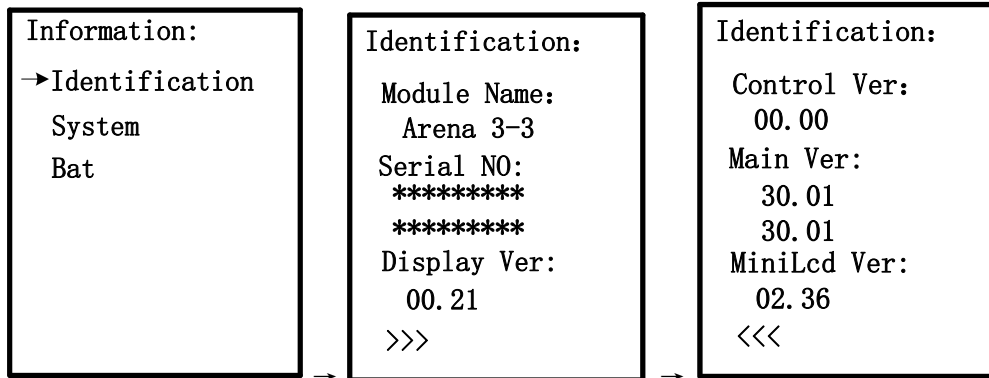 Information:
→Identification
System
Bat
Identification：
Module Name：
Arena 3-3
Serial NO:
*********
*********
Display Ver:
00.21
>>>
Identification：
Control Ver：
00.00
Main Ver:
30.01
30.01
MiniLcd Ver:
02.36
<<<